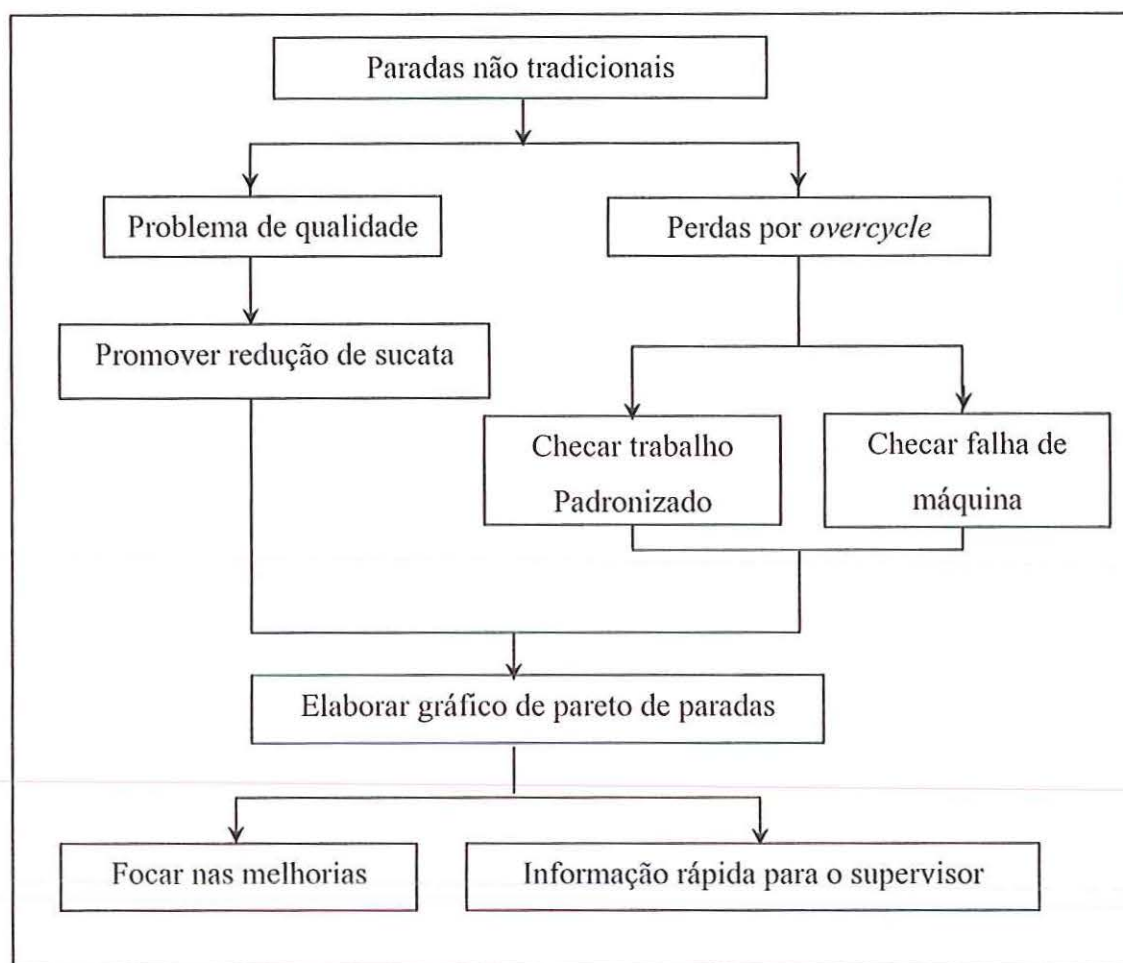 Paradas não tradicionais
Problema de qualidade
Perdas por overcycle
Promover redução de sucata
Checar trabalho
Padronizado
Checar falha de
máquina
Elaborar gráfico de pareto de paradas
Focar nas melhorias
Informação rápida para o supervisor